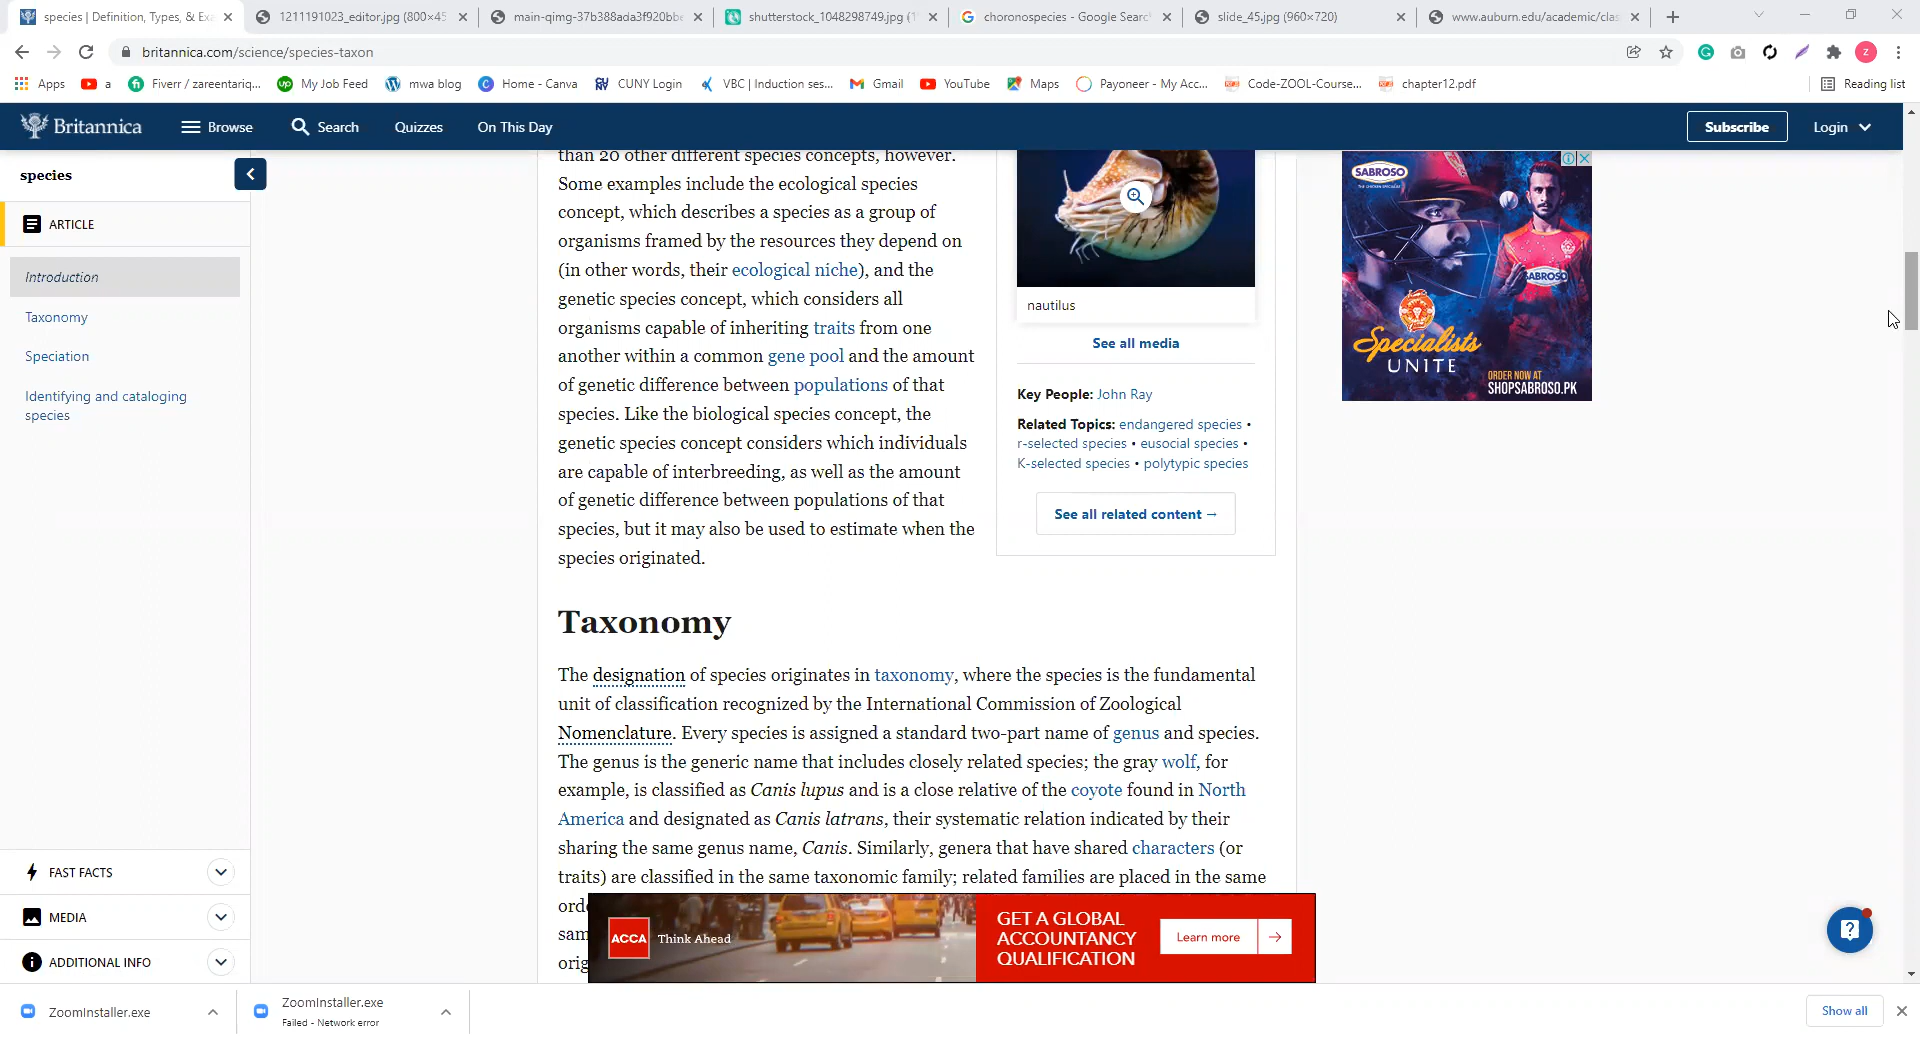 species | Definition, Types, & Exa
1211191023_editor.jpg (800×45
main-qimg-37b388ada3f920bbe
shutterstock_1048298749.jpg (1
choronospecies - Google Searc
slide_45.jpg (960×720)
www.auburn.edu/academic/clas
britannica.com/science/species-taxon
z
Apps
a
Fiverr / zareentariq...
My Job Feed
mwa blog
Home - Canva
CUNY Login
VBC | Induction ses...
Gmail
YouTube
Maps
Payoneer - My Acc...
Code-ZOOL-Course...
chapter12.pdf
Reading list
Britannica
Browse
Search
Quizzes
On This Day
Subscribe
Login
species
ARTICLE
Introduction
Taxonomy
Speciation
Identifying and cataloging
species
FAST FACTS
MEDIA
ADDITIONAL INFO
than 20 other different species concepts, however.
Some examples include the ecological species
concept, which describes a species as a group of
organisms framed by the resources they depend on
(in other words, their ecological niche), and the
genetic species concept, which considers all
organisms capable of inheriting traits from one
another within a common gene pool and the amount
of genetic difference between populations of that
species. Like the biological species concept, the
genetic species concept considers which individuals
are capable of interbreeding, as well as the amount
of genetic difference between populations of that
species, but it may also be used to estimate when the
species originated.
nautilus
See all media
Key People: John Ray
Related Topics: endangered species •
r-selected species • eusocial species •
K-selected species • polytypic species
See all related content →
SABROSO
SABROSO
Specialists
UNITE
ORDER NOW AT
SHOPSABROSO.PK
Taxonomy
The designation of species originates in taxonomy, where the species is the fundamental
unit of classification recognized by the International Commission of Zoological
Nomenclature. Every species is assigned a standard two-part name of genus and species.
The genus is the generic name that includes closely related species; the gray wolf, for
example, is classified as Canis lupus and is a close relative of the coyote found in North
America and designated as Canis latrans, their systematic relation indicated by their
sharing the same genus name, Canis. Similarly, genera that have shared characters (or
traits) are classified in the same taxonomic family; related families are placed in the same
ord
sam
orig
ACCA
Think Ahead
GET A GLOBAL
ACCOUNTANCY
QUALIFICATION
Learn more →
ZoomInstaller.exe
ZoomInstaller.exe
Failed - Network error
Show all